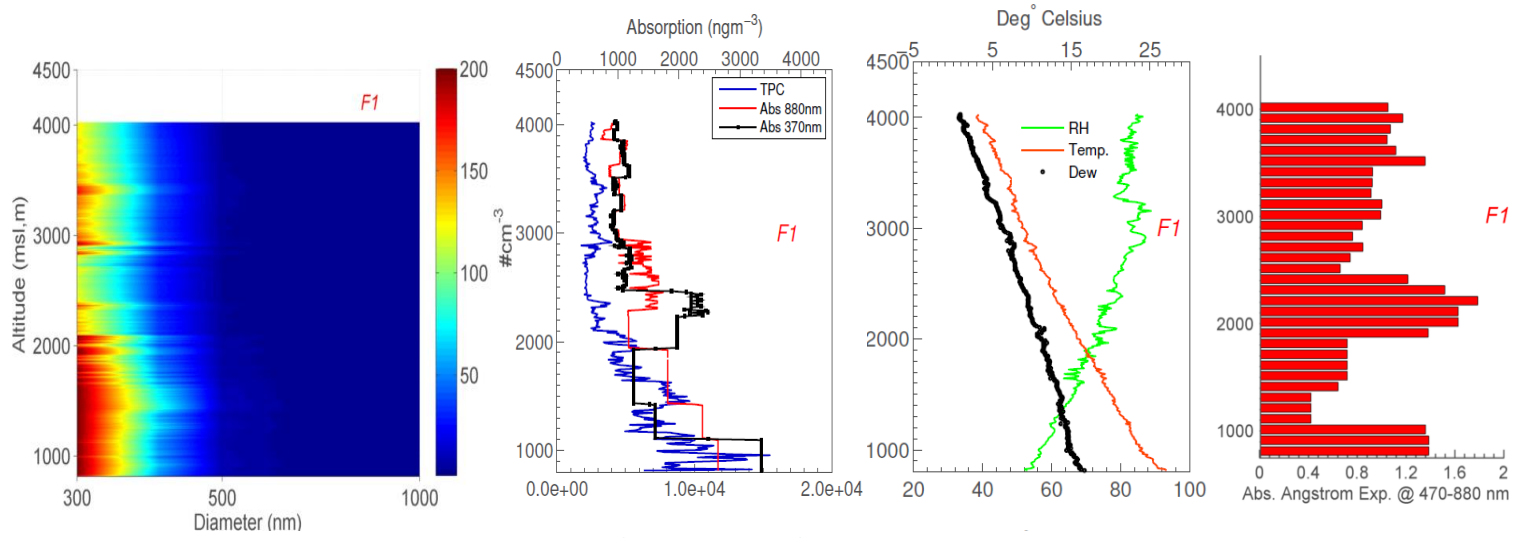 4500
4000
3000
2000
1000
Altitude (msl,m)
300
500
1000
Diameter (nm)
F1
200
150
100
50
#cm⁻³
Absorption (ngm⁻³)
0
1000
2000
3000
4000
4500
4000
3000
2000
1000
TPC
Abs 880nm
Abs 370nm
F1
0.0e+00
1.0e+04
2.0e+04
Deg° Celsius
-5
5
15
25
4500
4000
3000
2000
1000
RH
Temp.
Dew
F1
20
40
60
80
100
4000
3000
2000
1000
F1
0
0.4
0.8
1.2
1.6
2
Abs. Angstrom Exp. @ 470-880 nm